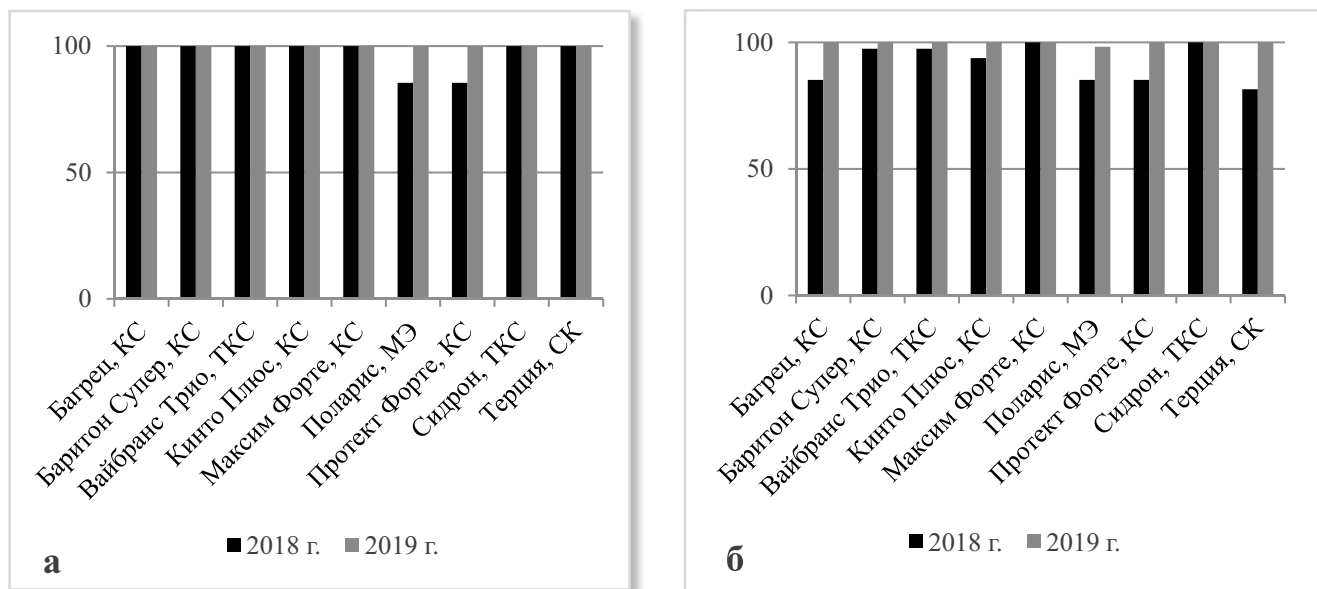 100
50
0
Багрец, КС
Баритон Супер, КС
Вайбранс Трио, ТКС
Кинто Плюс, КС
Максим Форте, КС
Поларис, МЭ
Протект Форте, КС
Сидрон, ТКС
Терция, СК
2018 г.
2019 г.
а
100
50
0
Багрец, КС
Баритон Супер, КС
Вайбранс Трио, ТКС
Кинто Плюс, КС
Максим Форте, КС
Поларис, МЭ
Протект Форте, КС
Сидрон, ТКС
Терция, СК
2018 г.
2019 г.
б